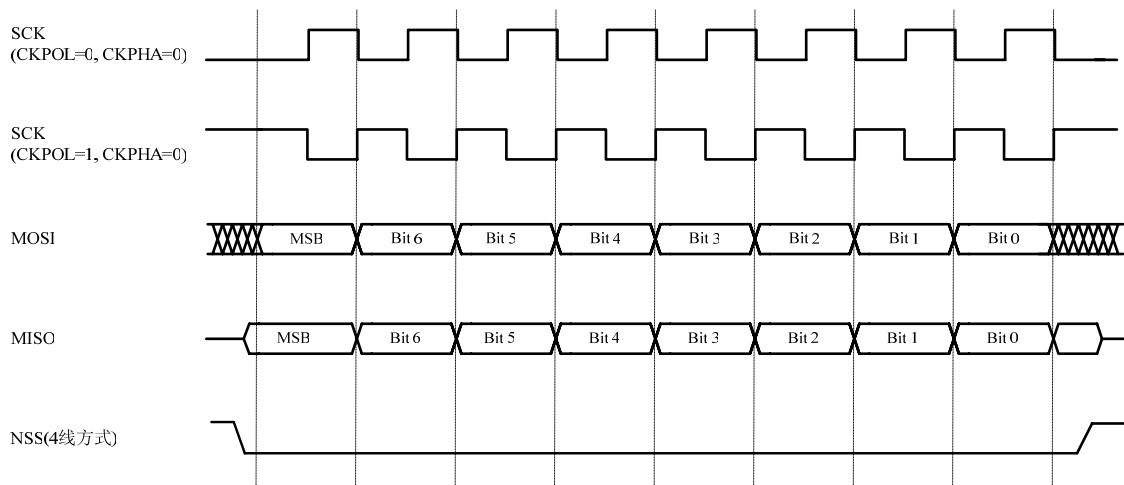 SCK
(CKPOL=0, CKPHA=0)
SCK
(CKPOL=1, CKPHA=0)
MOSI
MSB Bit 6 Bit 5 Bit 4 Bit 3 Bit 2 Bit 1 Bit 0
MISO
MSB Bit 6 Bit 5 Bit 4 Bit 3 Bit 2 Bit 1 Bit 0
NSS(4线方式)